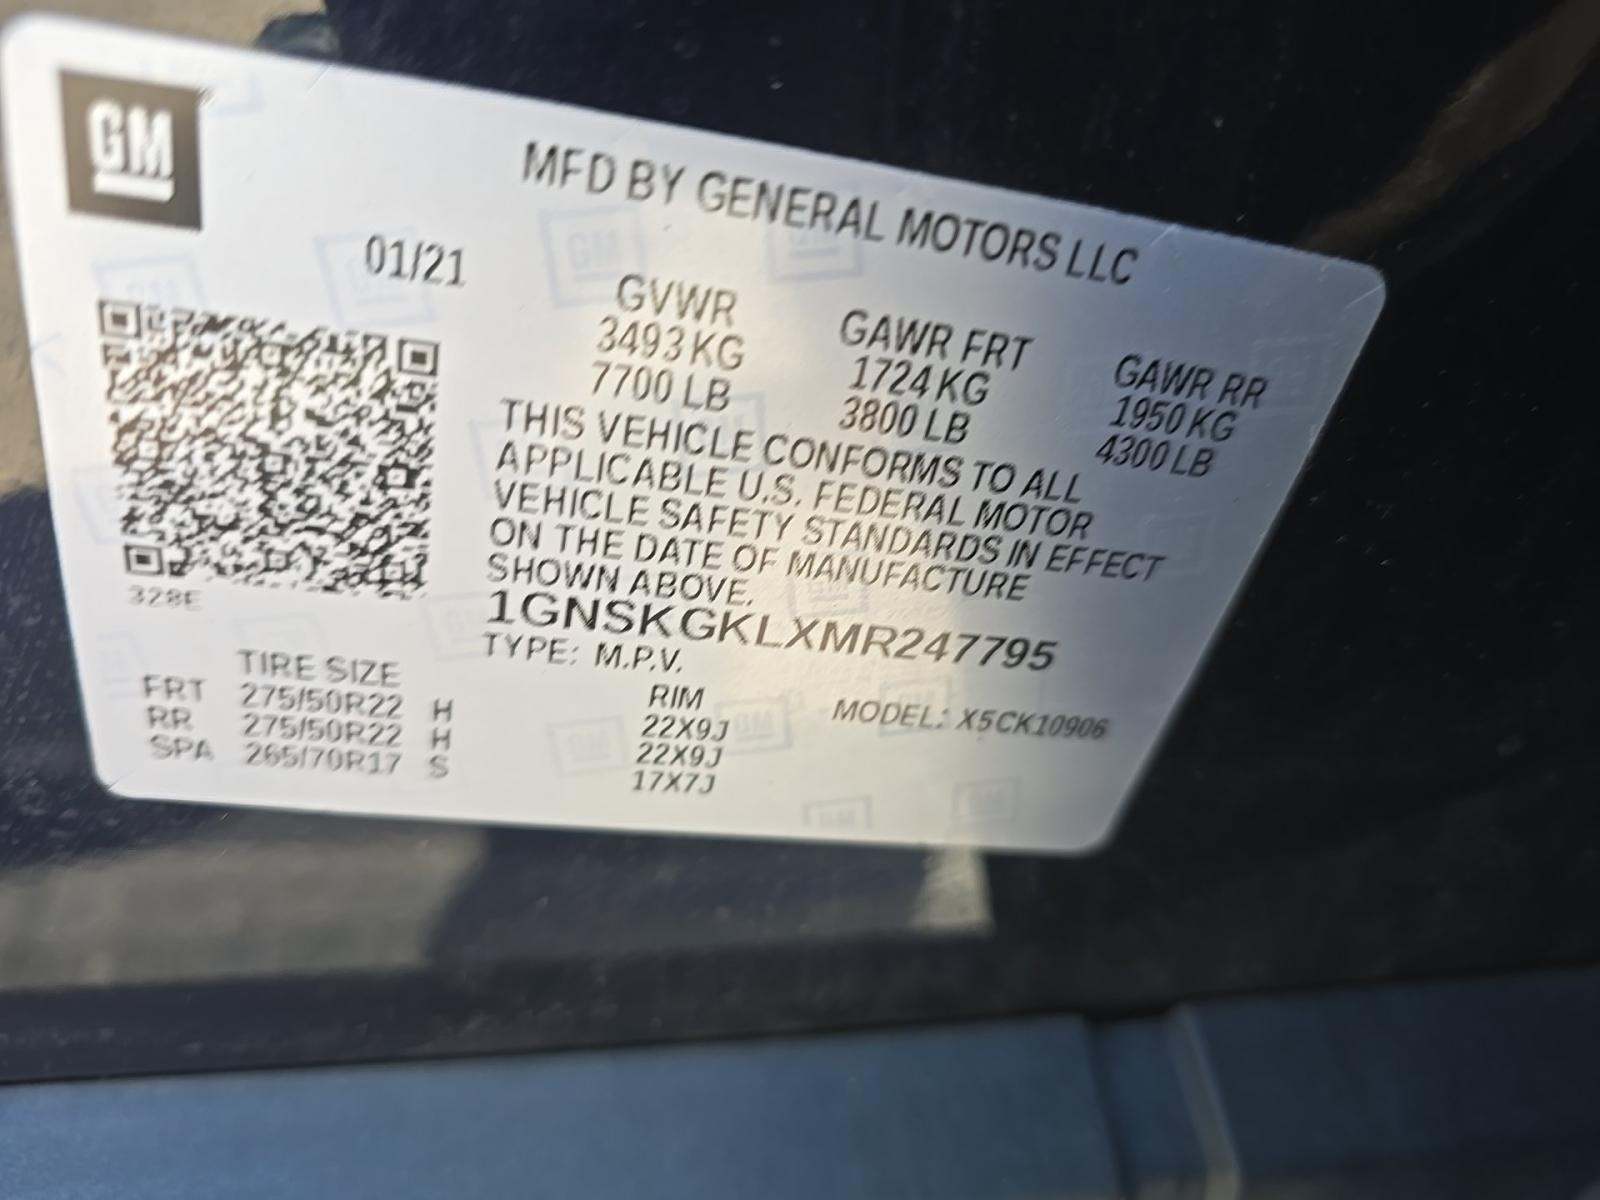 GM
MFD BY GENERAL MOTORS LLC
01/21
GVWR
3493 KG
7700 LB
GAWR FRT
1724 KG
3800 LB
GAWR RR
1950 KG
4300 LB
THIS VEHICLE CONFORMS TO ALL
APPLICABLE U.S. FEDERAL MOTOR
VEHICLE SAFETY STANDARDS IN EFFECT
ON THE DATE OF MANUFACTURE
SHOWN ABOVE.
328E
1GNSKGKLXMR247795
TYPE: M.P.V.
MODEL: X5CK10906
TIRE SIZE
RIM
FRT 275/50R22 H 22X9J
RR 275/50R22 H 22X9J
SPA 265/70R17 S 17X7J